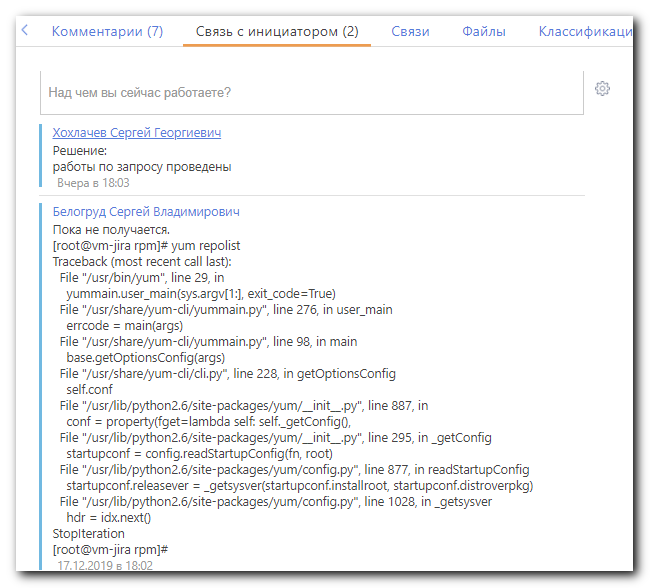 Комментарии (7) Связь с инициатором (2) Связи Файлы Классификаци
Над чем вы сейчас работаете?
Хохлачев Сергей Георгиевич
Решение:
работы по запросу проведены
Вчера в 18:03
Белогруд Сергей Владимирович
Пока не получается.
[root@vm-jira rpm]# yum repolist
Traceback (most recent call last):
File "/usr/bin/yum", line 29, in
yummain.user_main(sys.argv[1:], exit_code=True)
File "/usr/share/yum-cli/yummain.py", line 276, in user_main
errcode = main(args)
File "/usr/share/yum-cli/yummain.py", line 98, in main
base.getOptionsConfig(args)
File "/usr/share/yum-cli/cli.py", line 228, in getOptionsConfig
self.conf
File "/usr/lib/python2.6/site-packages/yum/__init__.py", line 887, in
conf = property(fget=lambda self: self._getConfig(),
File "/usr/lib/python2.6/site-packages/yum/__init__.py", line 295, in _getConfig
startupconf = config.readStartupConfig(fn, root)
File "/usr/lib/python2.6/site-packages/yum/config.py", line 877, in readStartupConfig
startupconf.releasever = _getsysver(startupconf.installroot, startupconf.distroverpkg)
File "/usr/lib/python2.6/site-packages/yum/config.py", line 1028, in _getsysver
hdr = idx.next()
StopIteration
[root@vm-jira rpm]#
17.12.2019 в 18:02